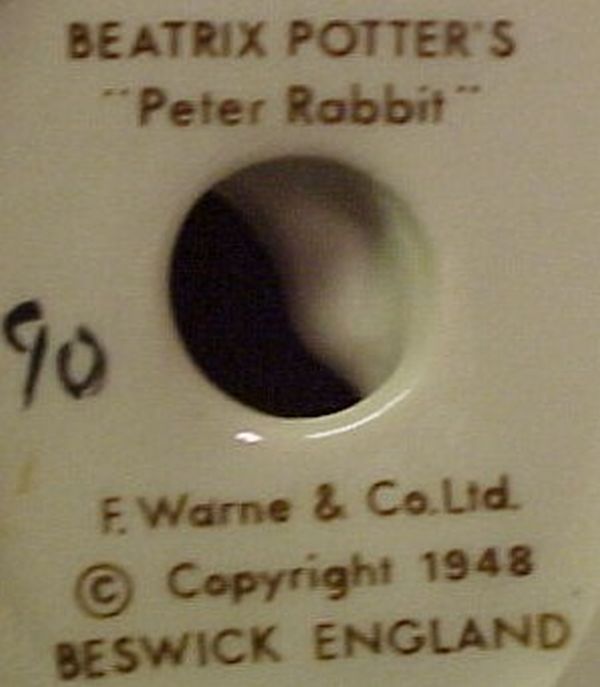 BEATRIX POTTER'S
"Peter Rabbit"
90
F. Warne & Co.Ltd.
© Copyright 1948
BESWICK ENGLAND